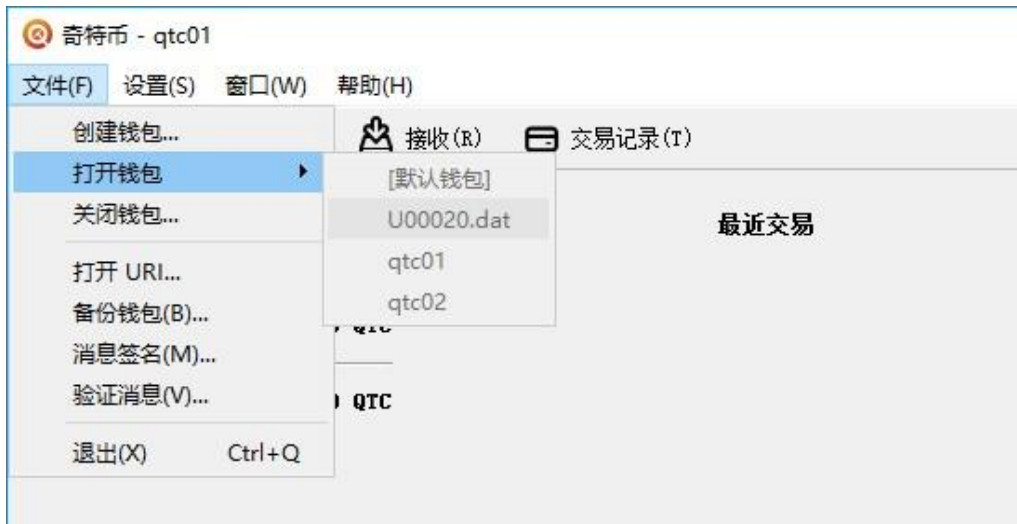 奇特币 - qtc01
文件(F) 设置(S) 窗口(W) 帮助(H)
接收(R) 交易记录(T)
创建钱包...
打开钱包
关闭钱包...
打开 URI...
备份钱包(B)...
消息签名(M)...
验证消息(V)...
退出(X) Ctrl+Q
[默认钱包]
U00020.dat
qtc01
qtc02
最近交易
QTC
QTC